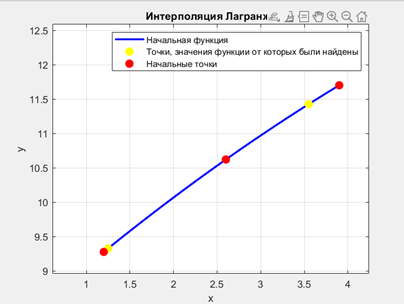 Интерполяция Лагранж
12.5
Начальная функция
Точки, значения функции от которых были найдены
Начальные точки
12
11.5
11
10.5
10
9.5
9
y
1 1.5 2 2.5 3 3.5 4
x